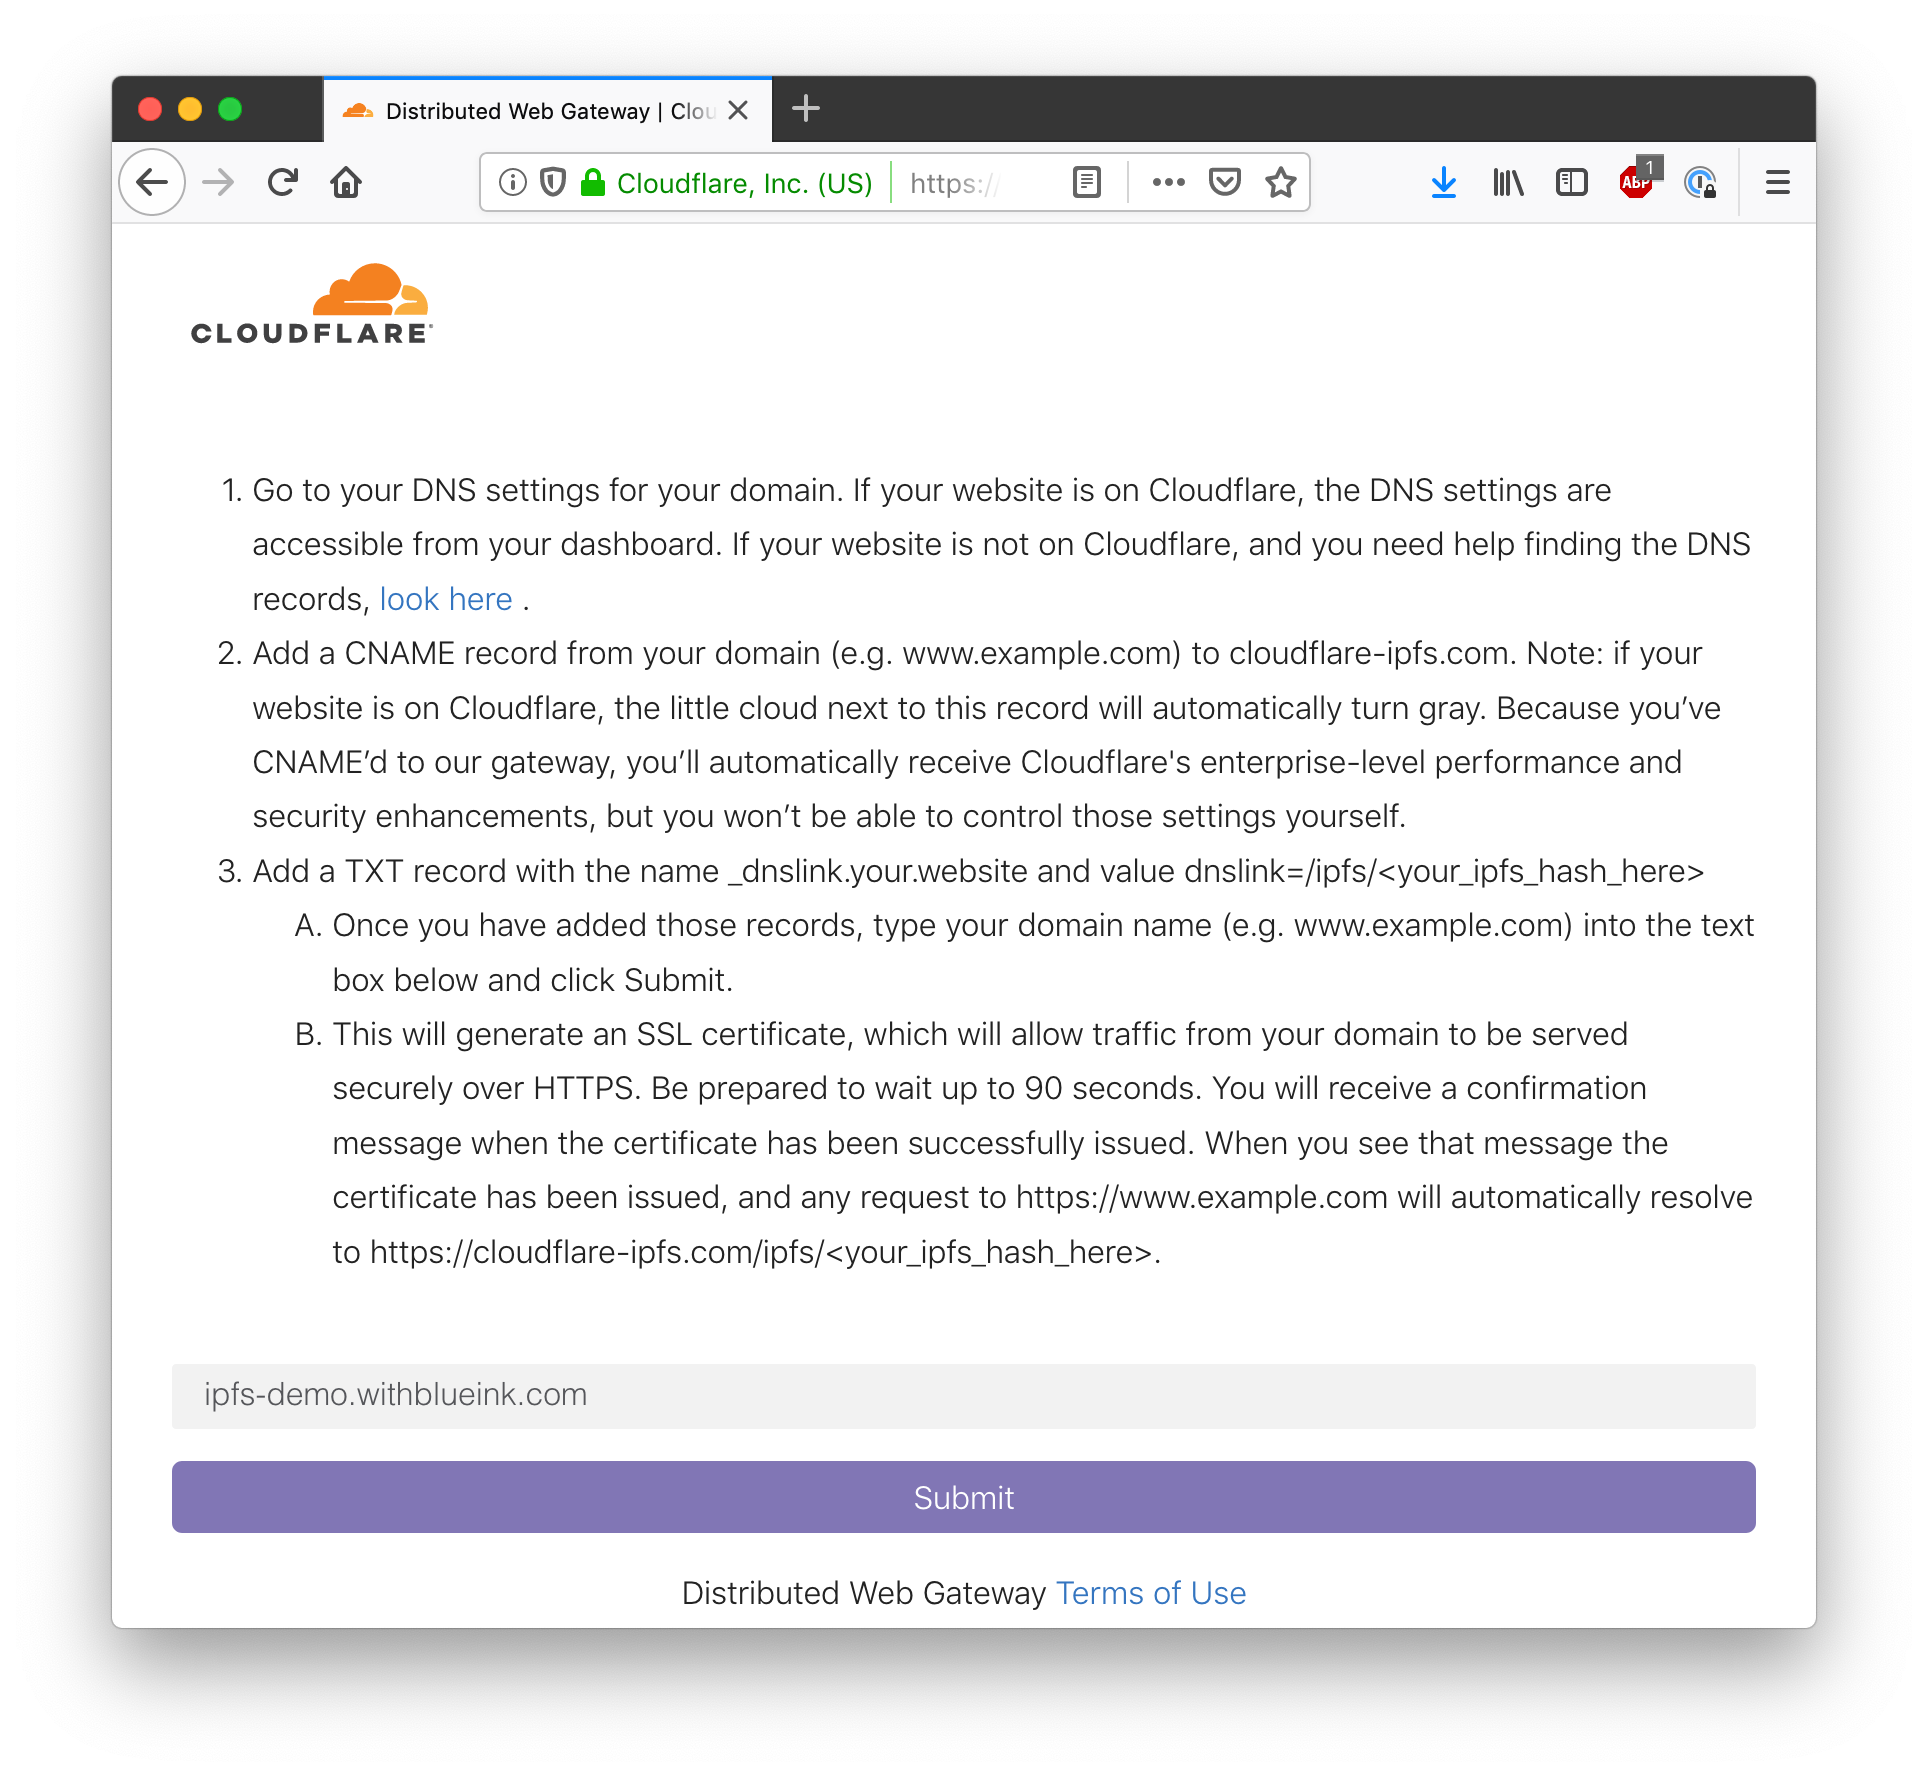 Distributed Web Gateway | Clou
Cloudflare, Inc. (US) https://
ABP 1
CLOUDFLARE
1. Go to your DNS settings for your domain. If your website is on Cloudflare, the DNS settings are
accessible from your dashboard. If your website is not on Cloudflare, and you need help finding the DNS
records, look here .
2. Add a CNAME record from your domain (e.g. www.example.com) to cloudflare-ipfs.com. Note: if your
website is on Cloudflare, the little cloud next to this record will automatically turn gray. Because you’ve
CNAME’d to our gateway, you’ll automatically receive Cloudflare's enterprise-level performance and
security enhancements, but you won’t be able to control those settings yourself.
3. Add a TXT record with the name _dnslink.your.website and value dnslink=/ipfs/<your_ipfs_hash_here>
A. Once you have added those records, type your domain name (e.g. www.example.com) into the text
box below and click Submit.
B. This will generate an SSL certificate, which will allow traffic from your domain to be served
securely over HTTPS. Be prepared to wait up to 90 seconds. You will receive a confirmation
message when the certificate has been successfully issued. When you see that message the
certificate has been issued, and any request to https://www.example.com will automatically resolve
to https://cloudflare-ipfs.com/ipfs/<your_ipfs_hash_here>.
ipfs-demo.withblueink.com
Submit
Distributed Web Gateway Terms of Use